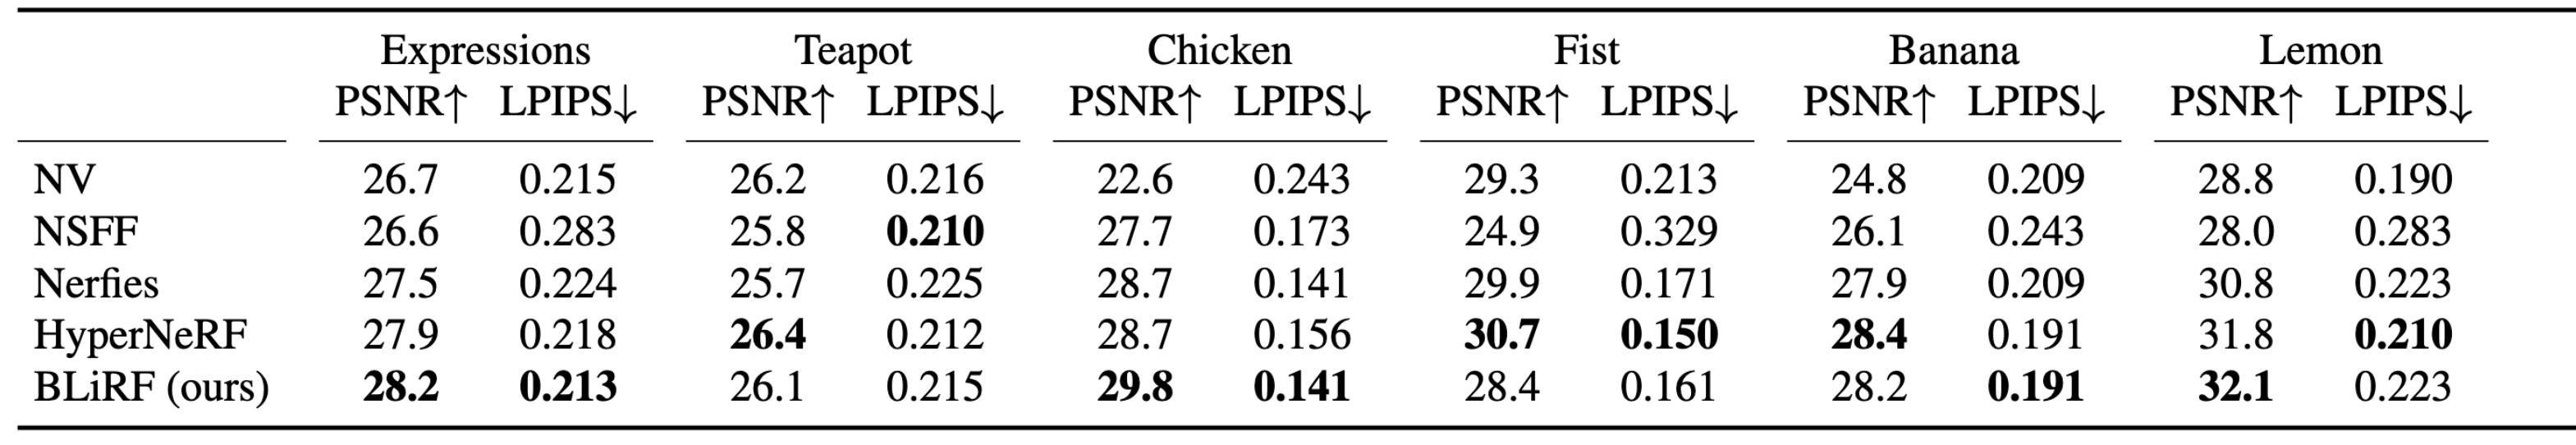 Expressions Teapot Chicken Fist Banana Lemon
PSNR↑ LPIPS↓ PSNR↑ LPIPS↓ PSNR↑ LPIPS↓ PSNR↑ LPIPS↓ PSNR↑ LPIPS↓ PSNR↑ LPIPS↓
NV 26.7 0.215 26.2 0.216 22.6 0.243 29.3 0.213 24.8 0.209 28.8 0.190
NSFF 26.6 0.283 25.8 0.210 27.7 0.173 24.9 0.329 26.1 0.243 28.0 0.283
Nerfies 27.5 0.224 25.7 0.225 28.7 0.141 29.9 0.171 27.9 0.209 30.8 0.223
HyperNeRF 27.9 0.218 26.4 0.212 28.7 0.156 30.7 0.150 28.4 0.191 31.8 0.210
BLiRF (ours) 28.2 0.213 26.1 0.215 29.8 0.141 28.4 0.161 28.2 0.191 32.1 0.223